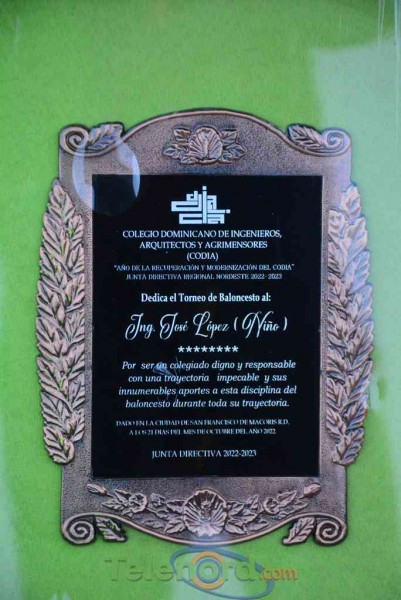 COLEGIO DOMINICANO DE INGENIEROS,
ARQUITECTOS Y AGRIMENSORES
(CODIA)
"AÑO DE LA RECUPERACIÓN Y MODERNIZACIÓN DEL CODIA"
JUNTA DIRECTIVA REGIONAL NORDESTE 2022-2023
Dedica el Torneo de Baloncesto al:
Ing. José López ( Niño )
********
Por ser un colegiado digno y responsable
con una trayectoria impecable y sus
innumerables aportes a esta disciplina del
baloncesto durante toda su trayectoria.
DADO EN LA CIUDAD DE SAN FRANCISCO DE MACORIS R.D.
A LOS 21 DIAS DEL MES DE OCTUBRE DEL AÑO 2022.
JUNTA DIRECTIVA 2022-2023
Telenord.com